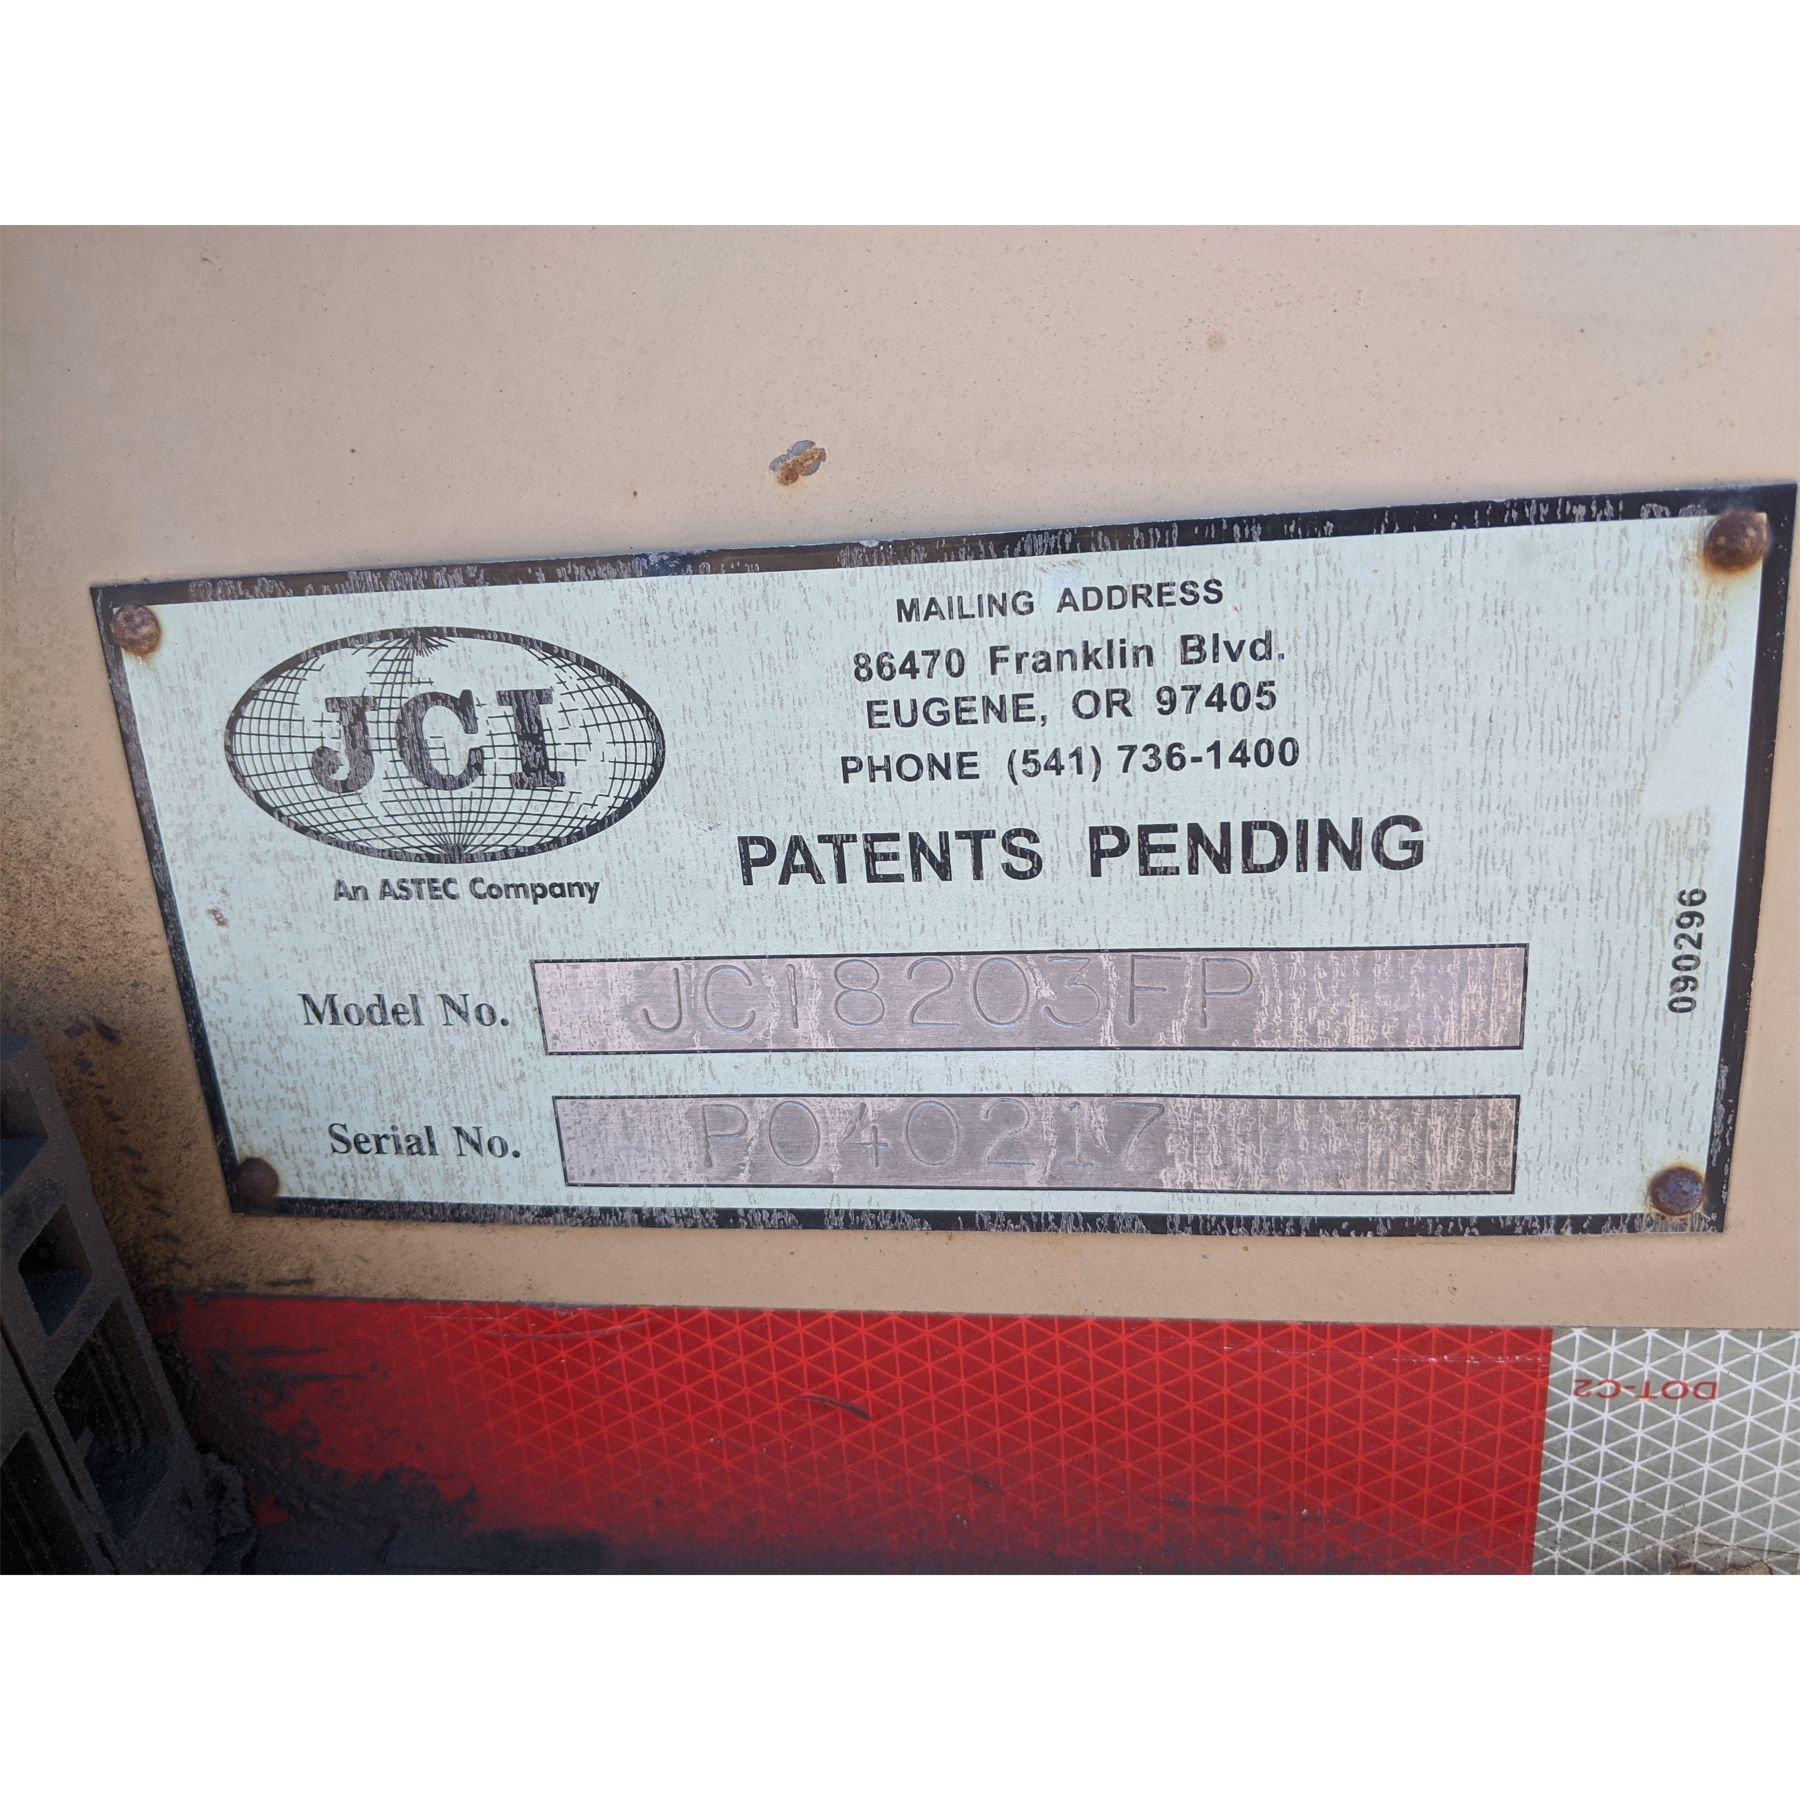 MAILING ADDRESS
86470 Franklin Blvd.
EUGENE, OR 97405
PHONE (541) 736-1400
JCI
An ASTEC Company
PATENTS PENDING
090296
Model No. JCI8203FP
Serial No. P040217
DOT-C2